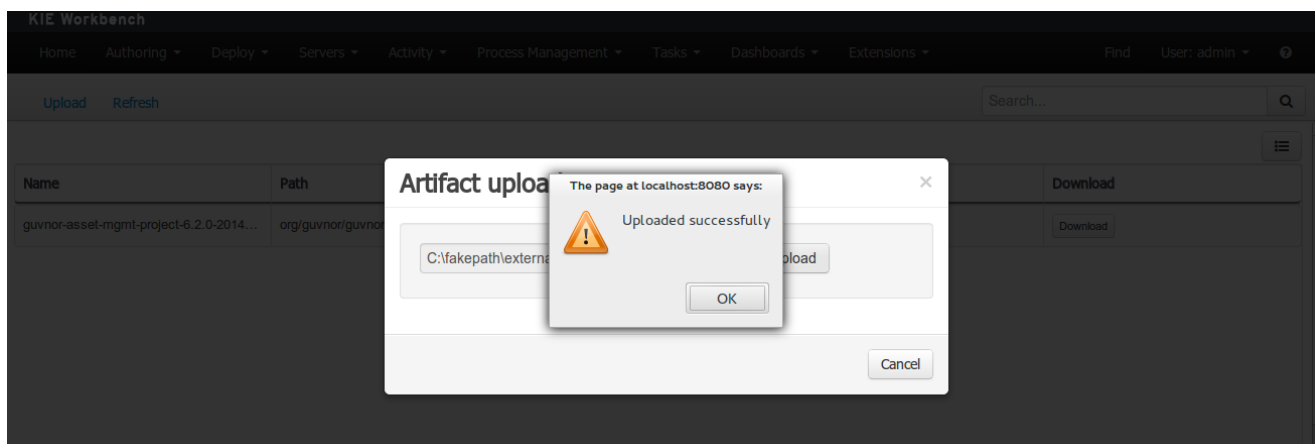 KIE Workbench
Home Authoring Deploy Servers Activity Process Management Tasks Dashboards Extensions Find User: admin
Upload Refresh Search...
Artifact uploa
The page at localhost:8080 says:
Name Path Download
guvnor-asset-mgmt-project-6.2.0-2014... org/guvnor/guvnor Download
Uploaded successfully
C:\fakepath\externa pload
OK
Cancel